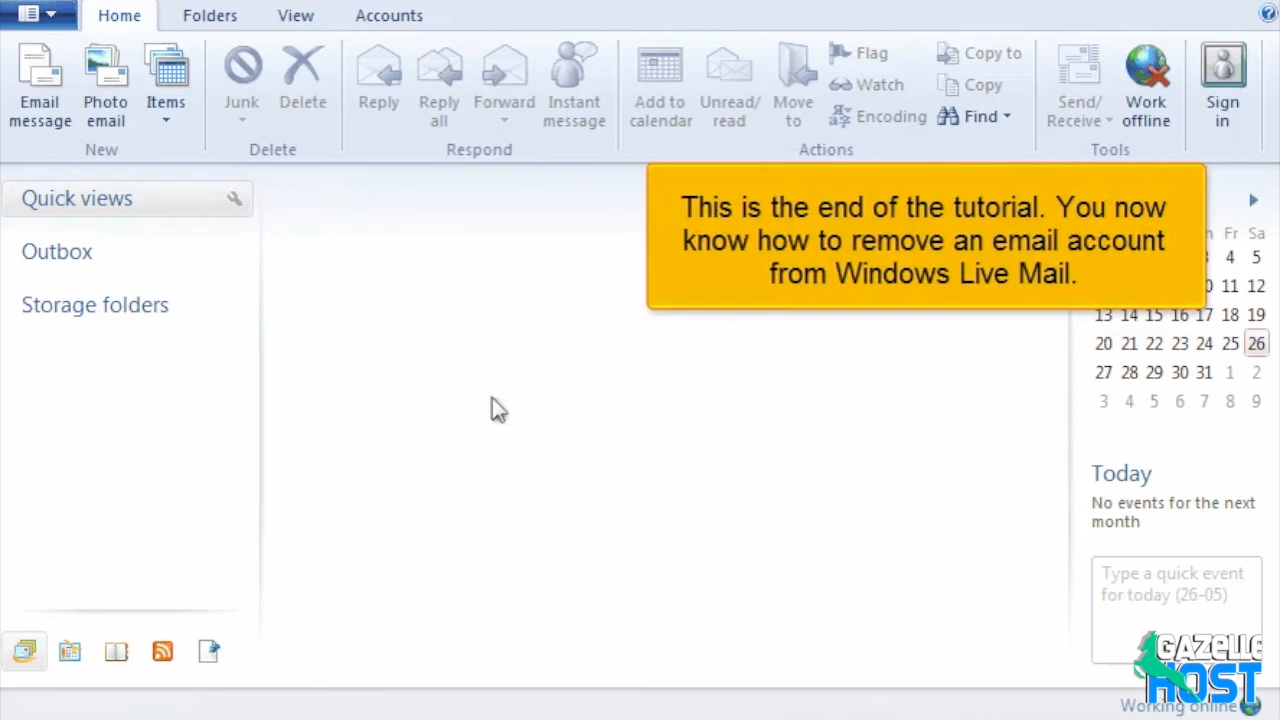 Home Folders View Accounts
Email message
Photo email
Items
New
Junk
Delete
Delete
Reply
Reply all
Forward
Instant message
Respond
Add to calendar
Unread/ read
Move to
Flag
Watch
Encoding
Copy to
Copy
Find
Actions
Send/ Receive
Work offline
Tools
Sign in
Quick views
Outbox
Storage folders
This is the end of the tutorial. You now
know how to remove an email account
from Windows Live Mail.
Fr Sa
4 5
11 12
13 14 15 16 17 18 19
20 21 22 23 24 25 26
27 28 29 30 31 1 2
3 4 5 6 7 8 9
Today
No events for the next
month
Type a quick event
for today (26-05)
GAZELLE
HOST
Working online